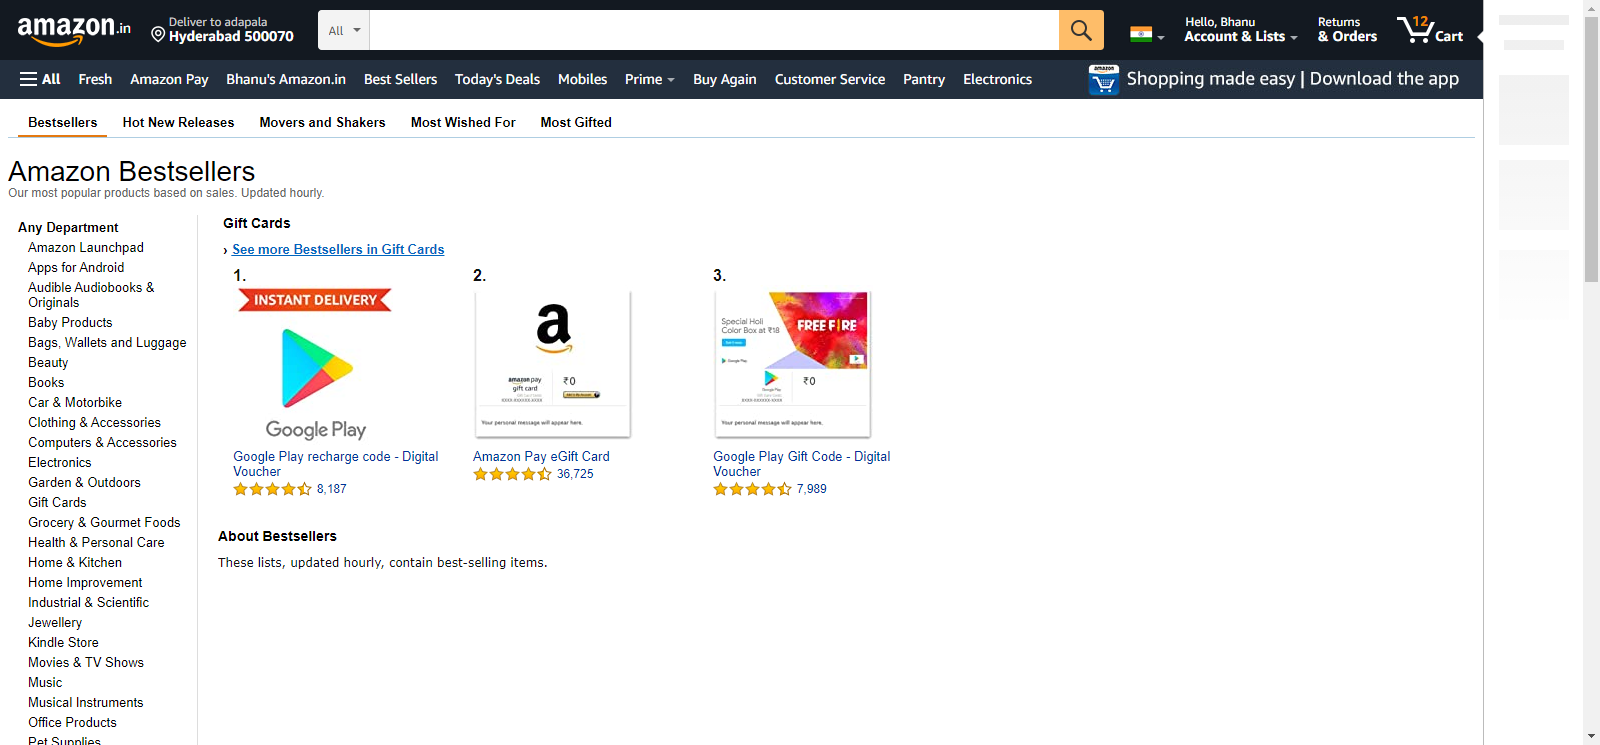 amazon.in
Deliver to adapala
Hyderabad 500070
All
Hello, Bhanu
Account & Lists
Returns
& Orders
12
Cart
All
Fresh
Amazon Pay
Bhanu's Amazon.in
Best Sellers
Today's Deals
Mobiles
Prime
Buy Again
Customer Service
Pantry
Electronics
amazon
Shopping made easy | Download the app
Bestsellers
Hot New Releases
Movers and Shakers
Most Wished For
Most Gifted
Amazon Bestsellers
Our most popular products based on sales. Updated hourly.
Any Department
Amazon Launchpad
Apps for Android
Audible Audiobooks &
Originals
Baby Products
Bags, Wallets and Luggage
Beauty
Books
Car & Motorbike
Clothing & Accessories
Computers & Accessories
Electronics
Garden & Outdoors
Gift Cards
Grocery & Gourmet Foods
Health & Personal Care
Home & Kitchen
Home Improvement
Industrial & Scientific
Jewellery
Kindle Store
Movies & TV Shows
Music
Musical Instruments
Office Products
Pet Supplies
Gift Cards
› See more Bestsellers in Gift Cards
1.
INSTANT DELIVERY
Google Play
Google Play recharge code - Digital
Voucher
8,187
2.
a
amazon pay
gift card
₹0
Your personal message will appear here.
Amazon Pay eGift Card
36,725
3.
Special Holi
Color Box at ₹18
FREE FIRE
Google Play
Google Play
₹0
Your personal message will appear here.
Google Play Gift Code - Digital
Voucher
7,989
About Bestsellers
These lists, updated hourly, contain best-selling items.